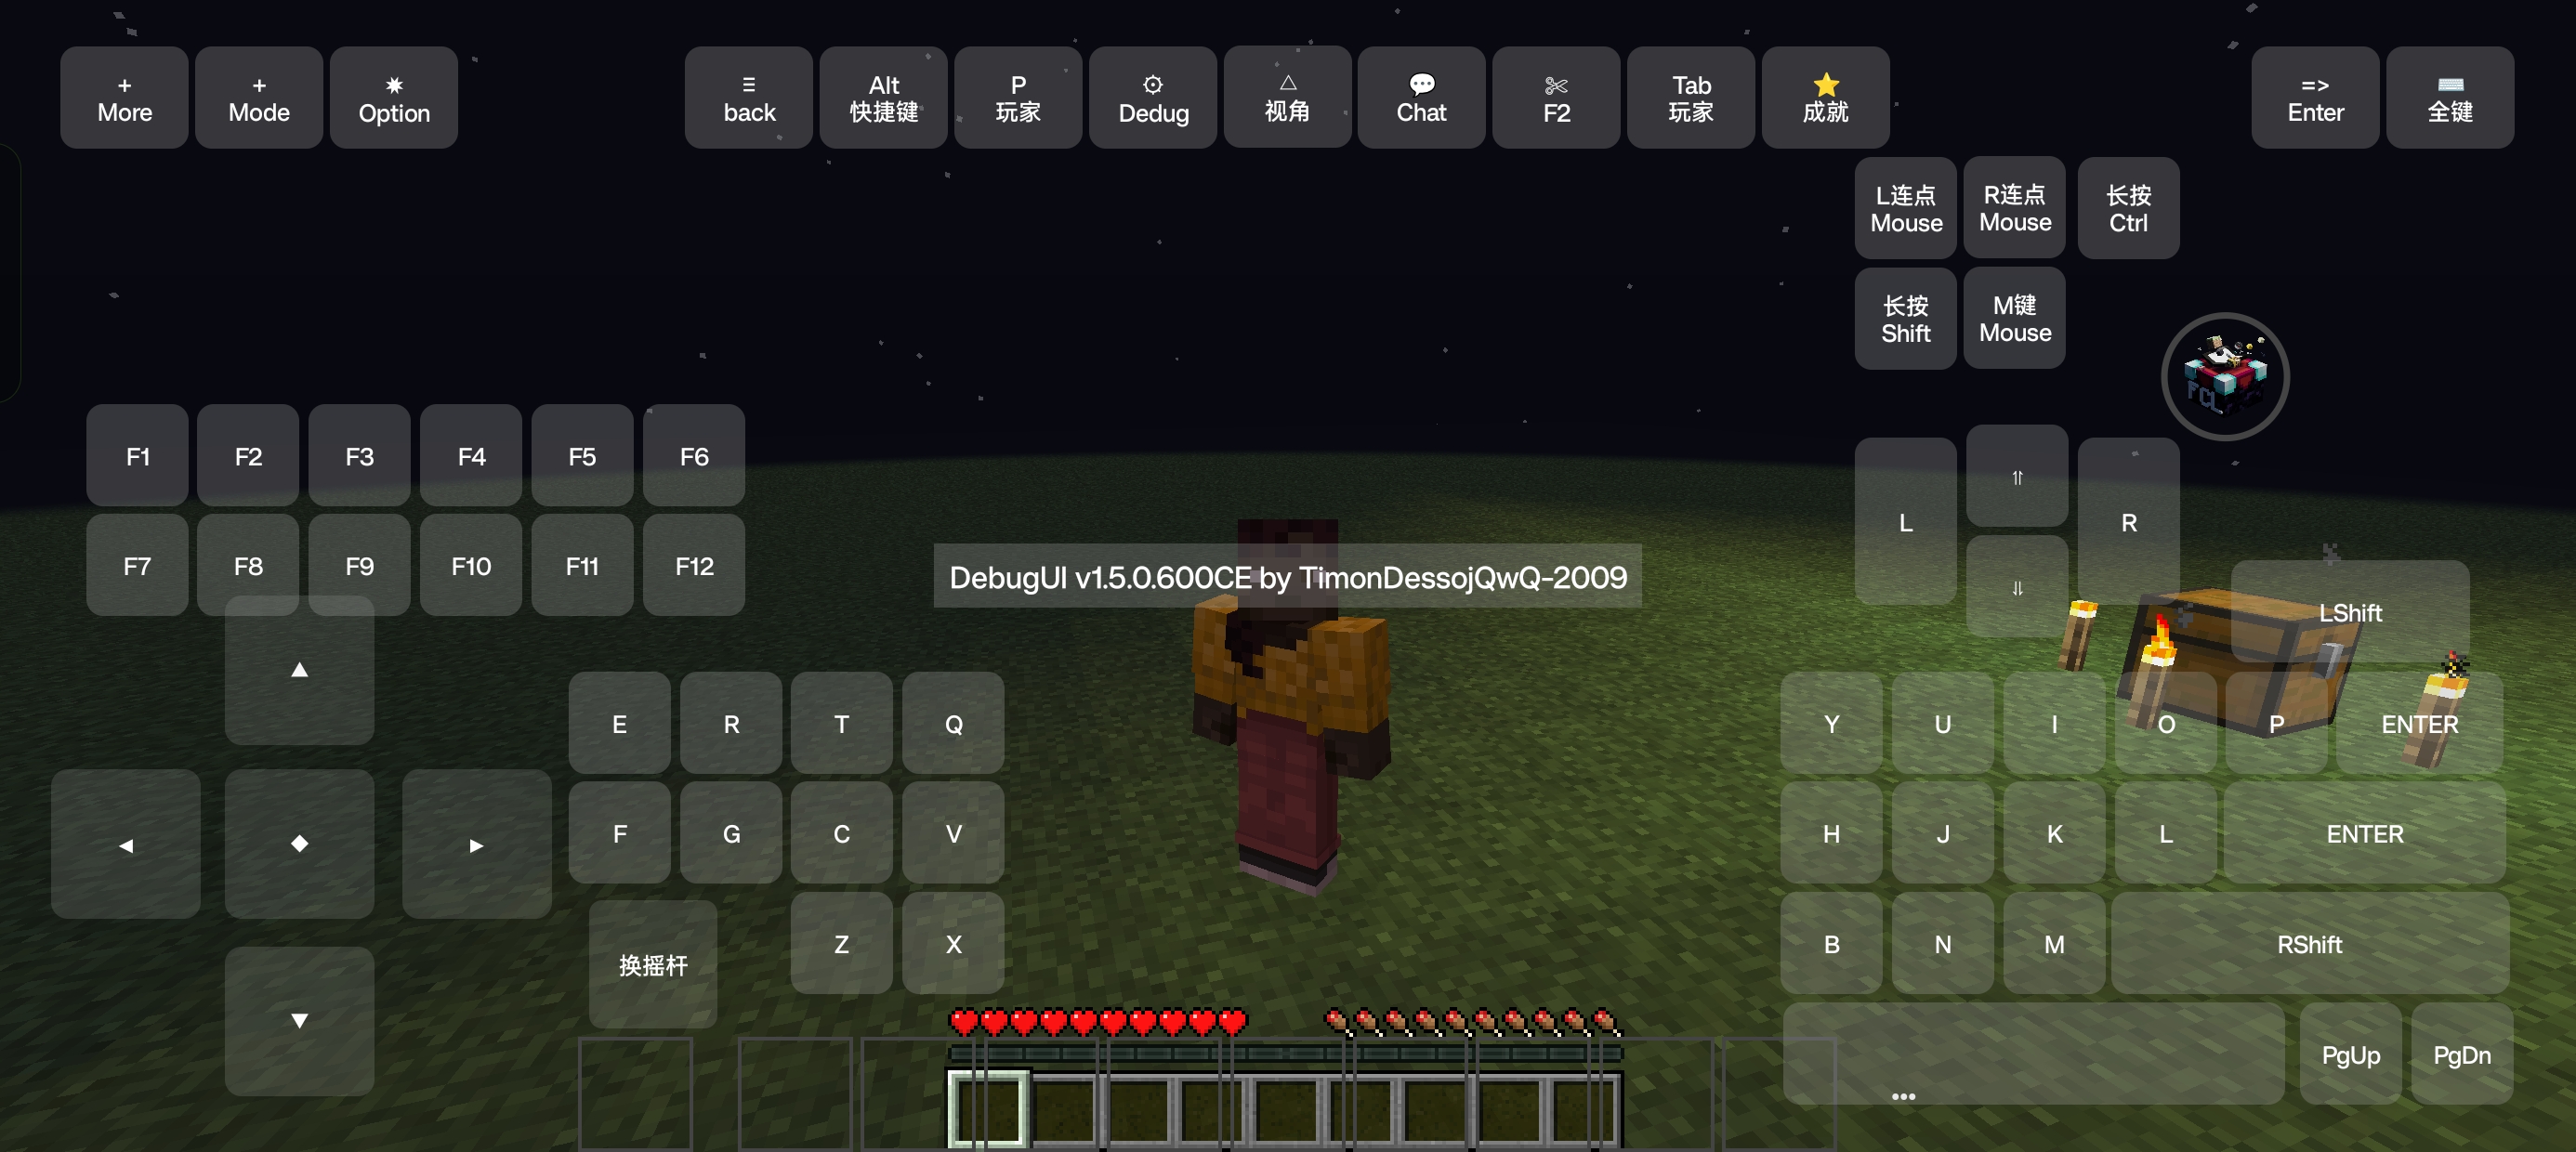 +
More
+
Mode
Option
back
Alt
快捷键
P
玩家
Dedug
视角
Chat
F2
Tab
玩家
成就
=>
Enter
全键
L连点
Mouse
R连点
Mouse
长按
Ctrl
长按
Shift
M键
Mouse
FCL
F1 F2 F3 F4 F5 F6
F7 F8 F9 F10 F11 F12
L
R
DebugUI v1.5.0.600CE by TimonDessojQwQ-2009
LShift
E R T Q
Y U I O P ENTER
F G C V
H J K L ENTER
Z X
B N M RShift
换摇杆
PgUp PgDn
...